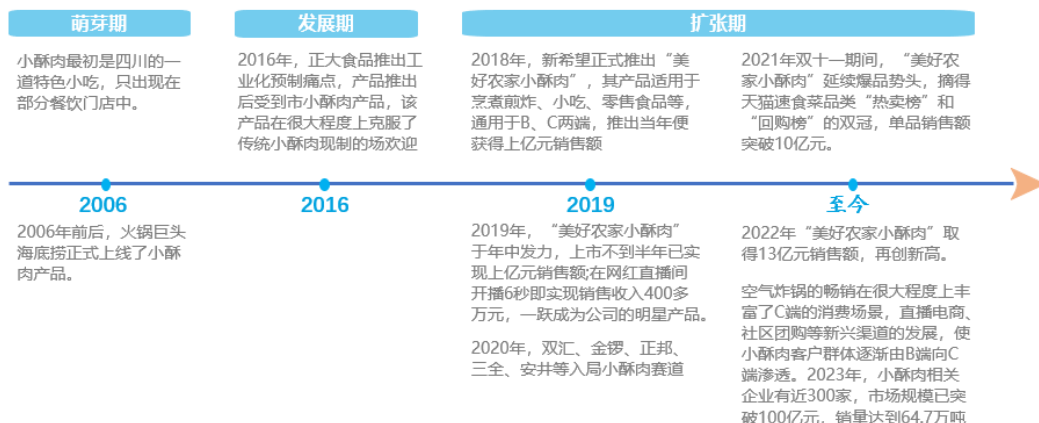 萌芽期
发展期
扩张期
小酥肉最初是四川的一
道特色小吃，只出现在
部分餐饮门店中。
2016年，正大食品推出工
业化预制痛点，产品推出
后受到市小酥肉产品，该
产品在很大程度上克服了
传统小酥肉现制的场欢迎
2018年，新希望正式推出“美
好农家小酥肉”，其产品适用于
烹煮煎炸、小吃、零售食品等，
通用于B、C两端，推出当年便
获得上亿元销售额
2021年双十一期间，“美好农
家小酥肉”延续爆品势头，摘得
天猫速食菜品类“热卖榜”和
“回购榜”的双冠，单品销售额
突破10亿元。
2006
2016
2019
至今
2006年前后，火锅巨头
海底捞正式上线了小酥
肉产品。
2019年，“美好农家小酥肉”
于年中发力，上市不到半年已实
现上亿元销售额;在网红直播间
开播6秒即实现销售收入400多
万元，一跃成为公司的明星产品。
2020年，双汇、金锣、正邦、
三全、安井等入局小酥肉赛道
2022年“美好农家小酥肉”取
得13亿元销售额，再创新高。
空气炸锅的畅销在很大程度上丰
富了C端的消费场景，直播电商、
社区团购等新兴渠道的发展，使
小酥肉客户群体逐渐由B端向C
端渗透。2023年，小酥肉相关
企业有近300家，市场规模已突
破100亿元，销量达到64.7万吨